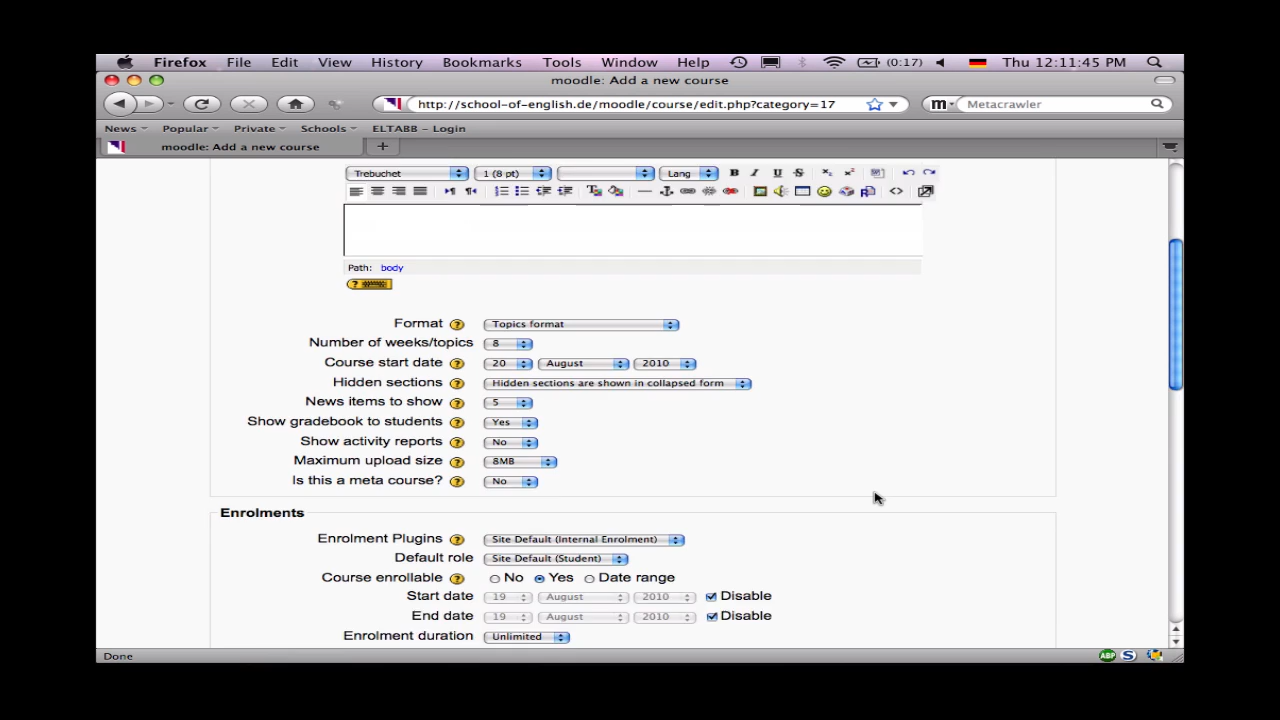 Firefox File Edit View History Bookmarks Tools Window Help (0:17) Thu 12:11:45 PM
moodle: Add a new course
http://school-of-english.de/moodle/course/edit.php?category=17 m Metacrawler
News Popular Private Schools ELTABB - Login
moodle: Add a new course +
Trebuchet 1 (8 pt) Lang B I U S
Path: body
?
Format ? Topics format
Number of weeks/topics 8
Course start date ? 20 August 2010
Hidden sections ? Hidden sections are shown in collapsed form
News items to show ? 5
Show gradebook to students ? Yes
Show activity reports ? No
Maximum upload size ? 8MB
Is this a meta course? ? No
Enrolments
Enrolment Plugins ? Site Default (Internal Enrolment)
Default role Site Default (Student)
Course enrollable ? No Yes Date range
Start date 19 August 2010 Disable
End date 19 August 2010 Disable
Enrolment duration Unlimited
Done ABP S